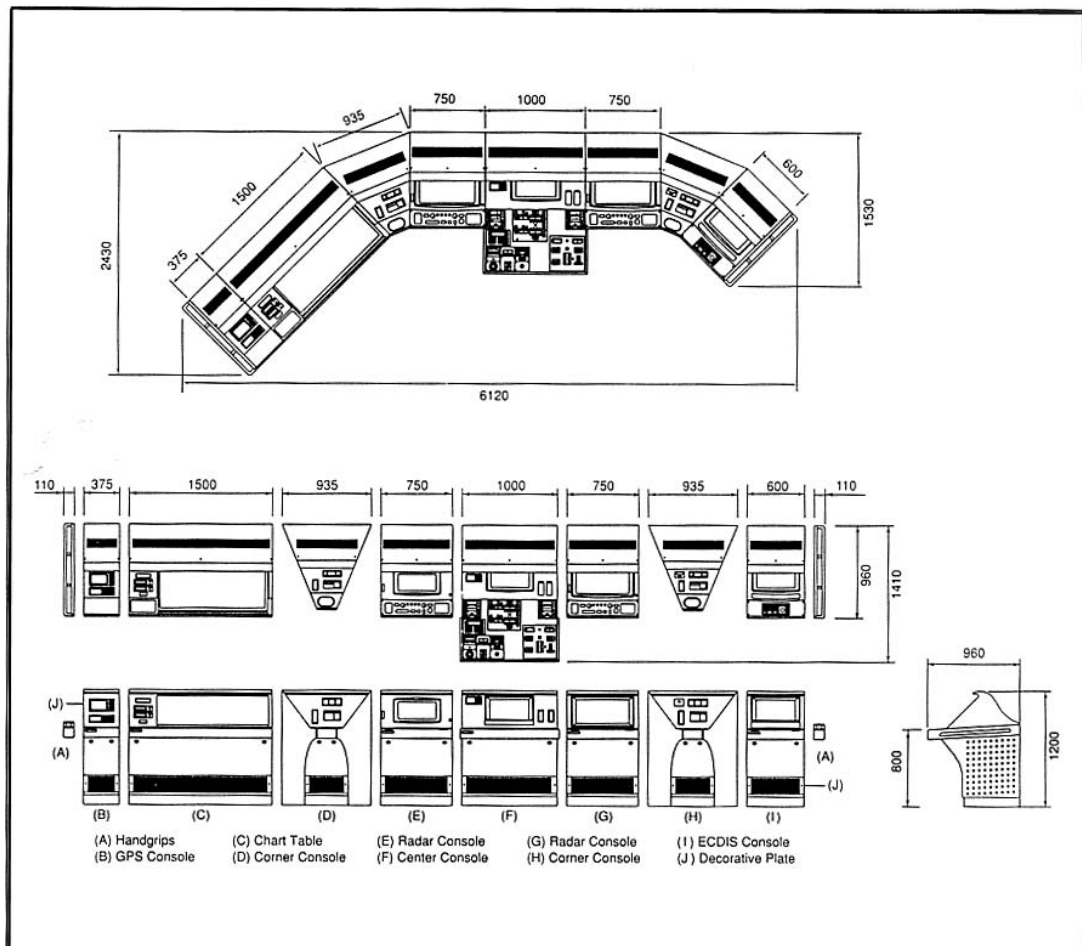 750 1000 750
935
600
1500
1530
2430
375
6120
110 375 1500 935 750 1000 750 935 600 110
960
1410
960
(J)
(A)
(A)
800
1200
(J)
(B) (C) (D) (E) (F) (G) (H) (I)
(A) Handgrips (C) Chart Table (E) Radar Console (G) Radar Console (I) ECDIS Console
(B) GPS Console (D) Corner Console (F) Center Console (H) Corner Console (J) Decorative Plate